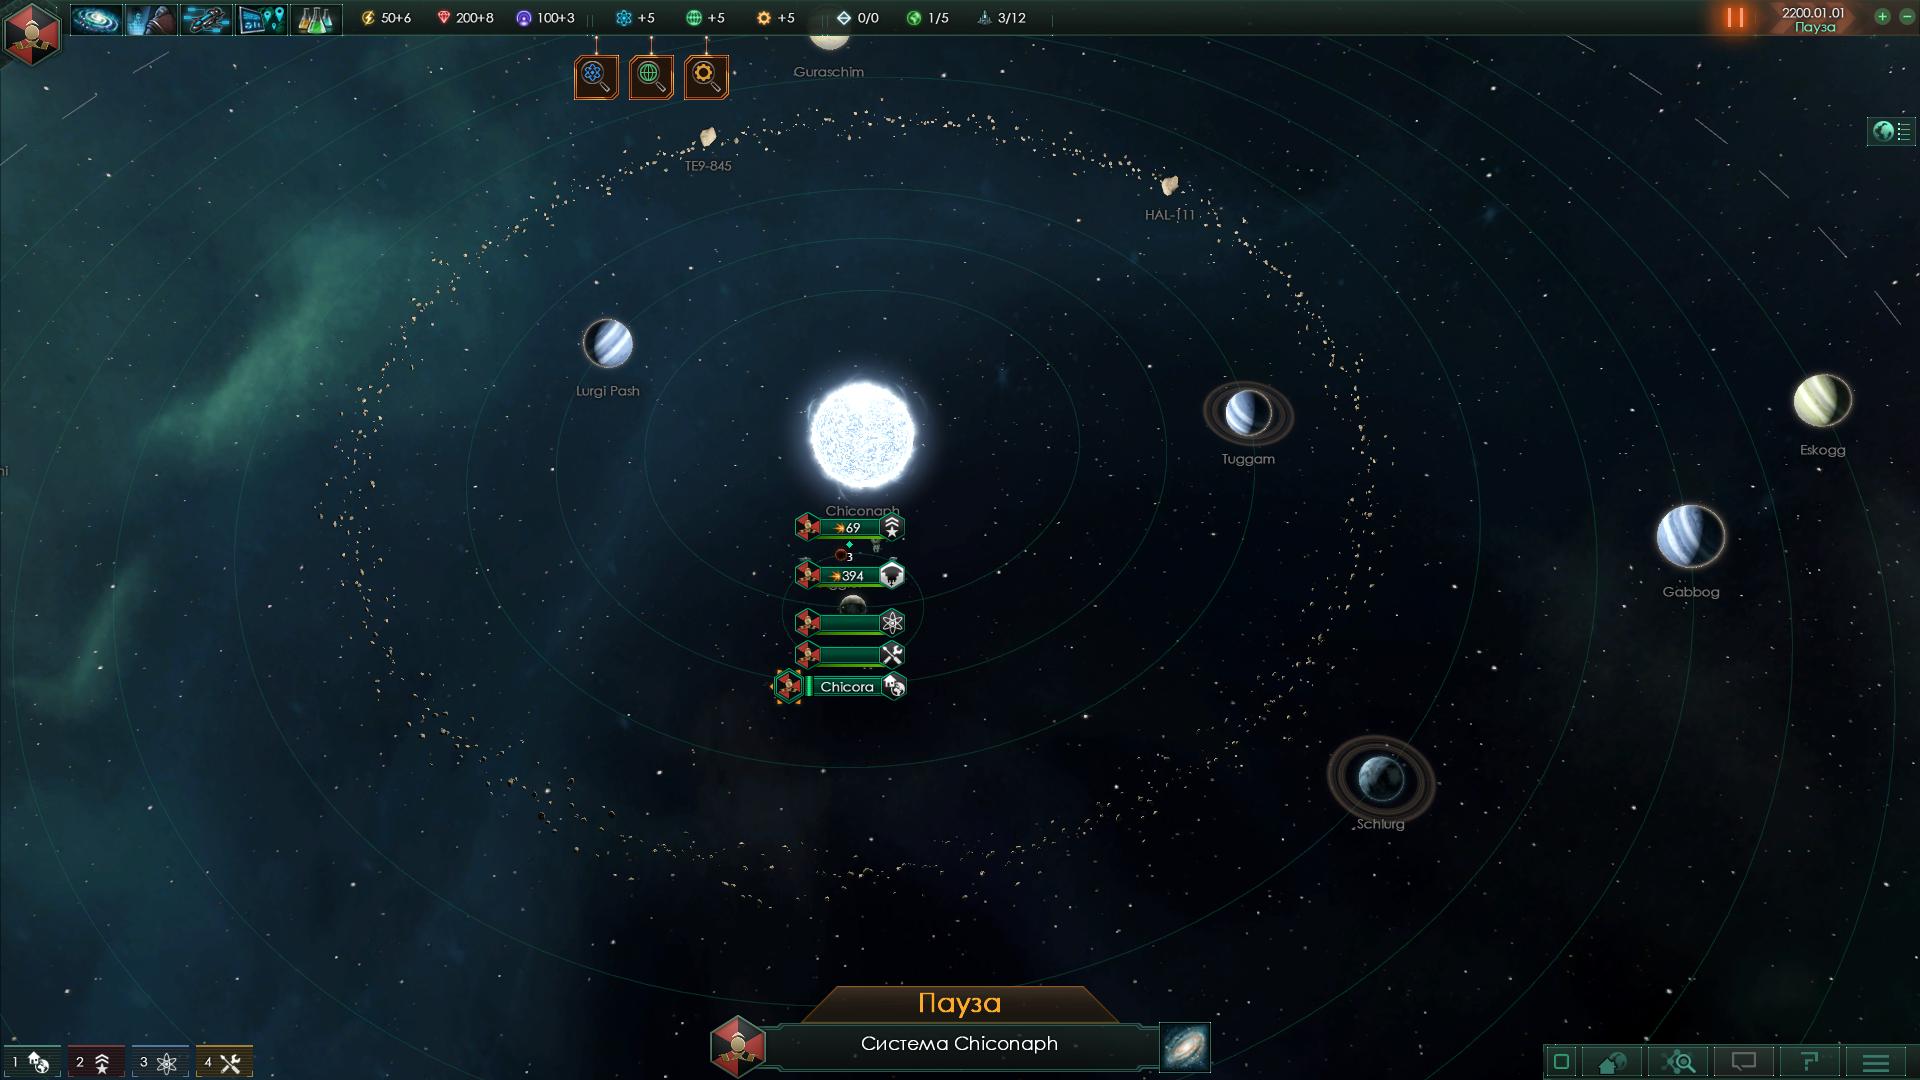 50+6 200+8 100+3 +5 +5 +5 0/0 1/5 3/12
2200.01.01
Пауза
Guraschim
TE9-845
HAL-111
Lurgi Pash
Tuggam
Eskogg
Chiconaph
69
3
394
Gabbog
Chicora
Schlurg
Пауза
Система Chiconaph
1 2 3 4